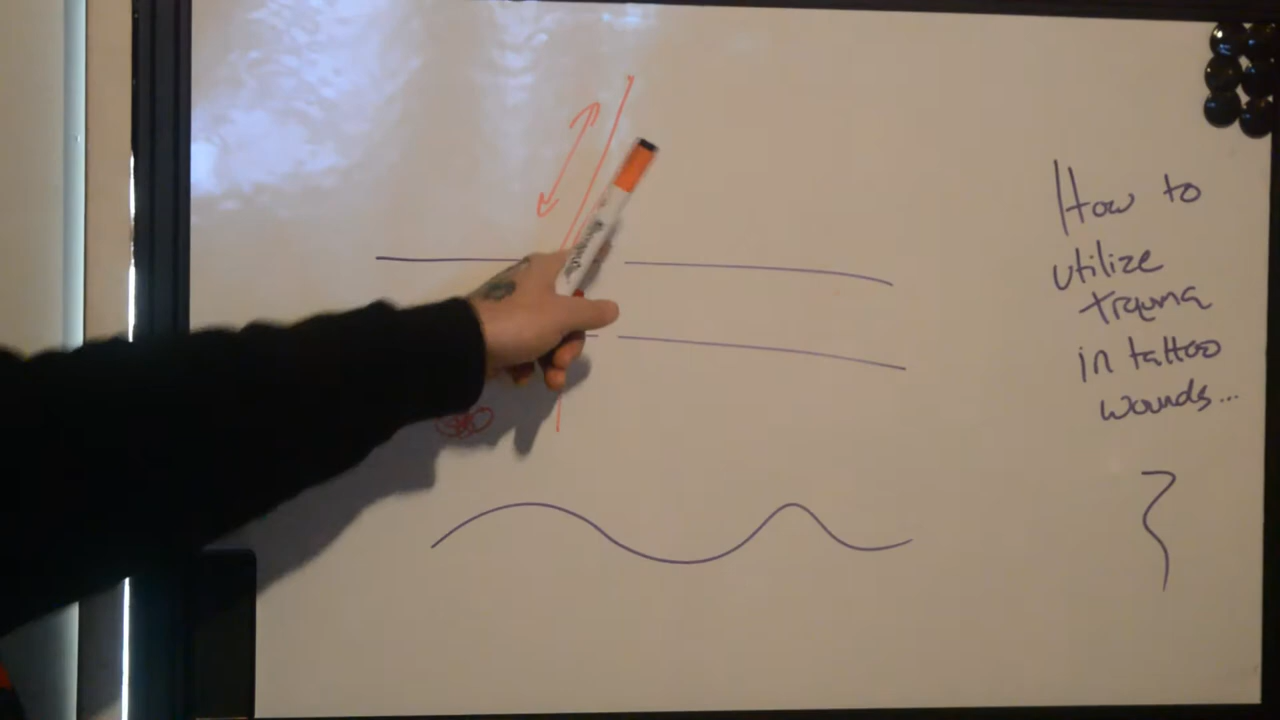 How to
utilize
trauma
in tattoo
wounds...